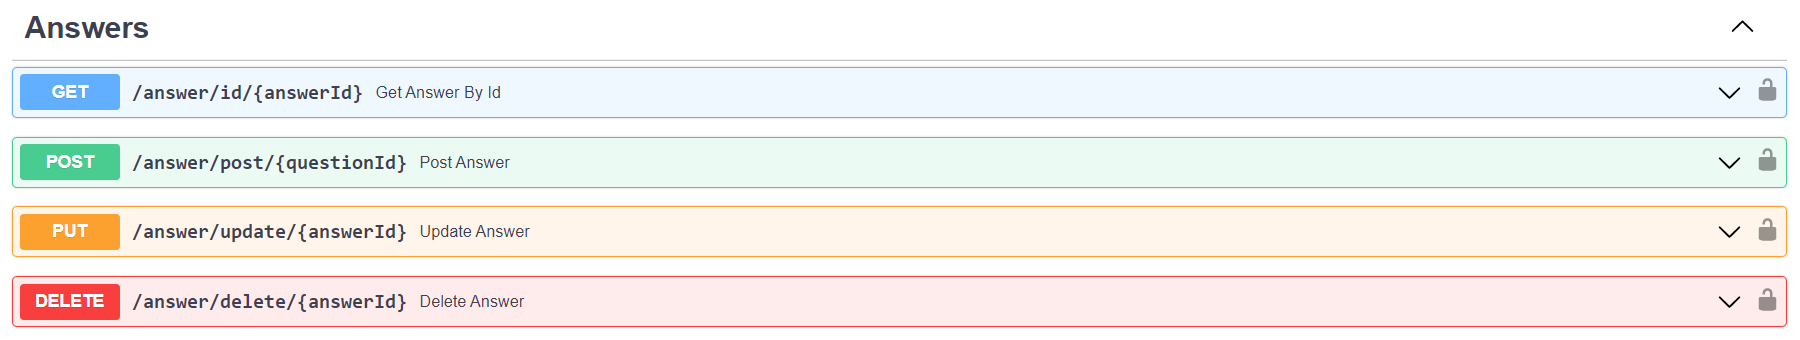 Answers
GET /answer/id/{answerId} Get Answer By Id
POST /answer/post/{questionId} Post Answer
PUT /answer/update/{answerId} Update Answer
DELETE /answer/delete/{answerId} Delete Answer